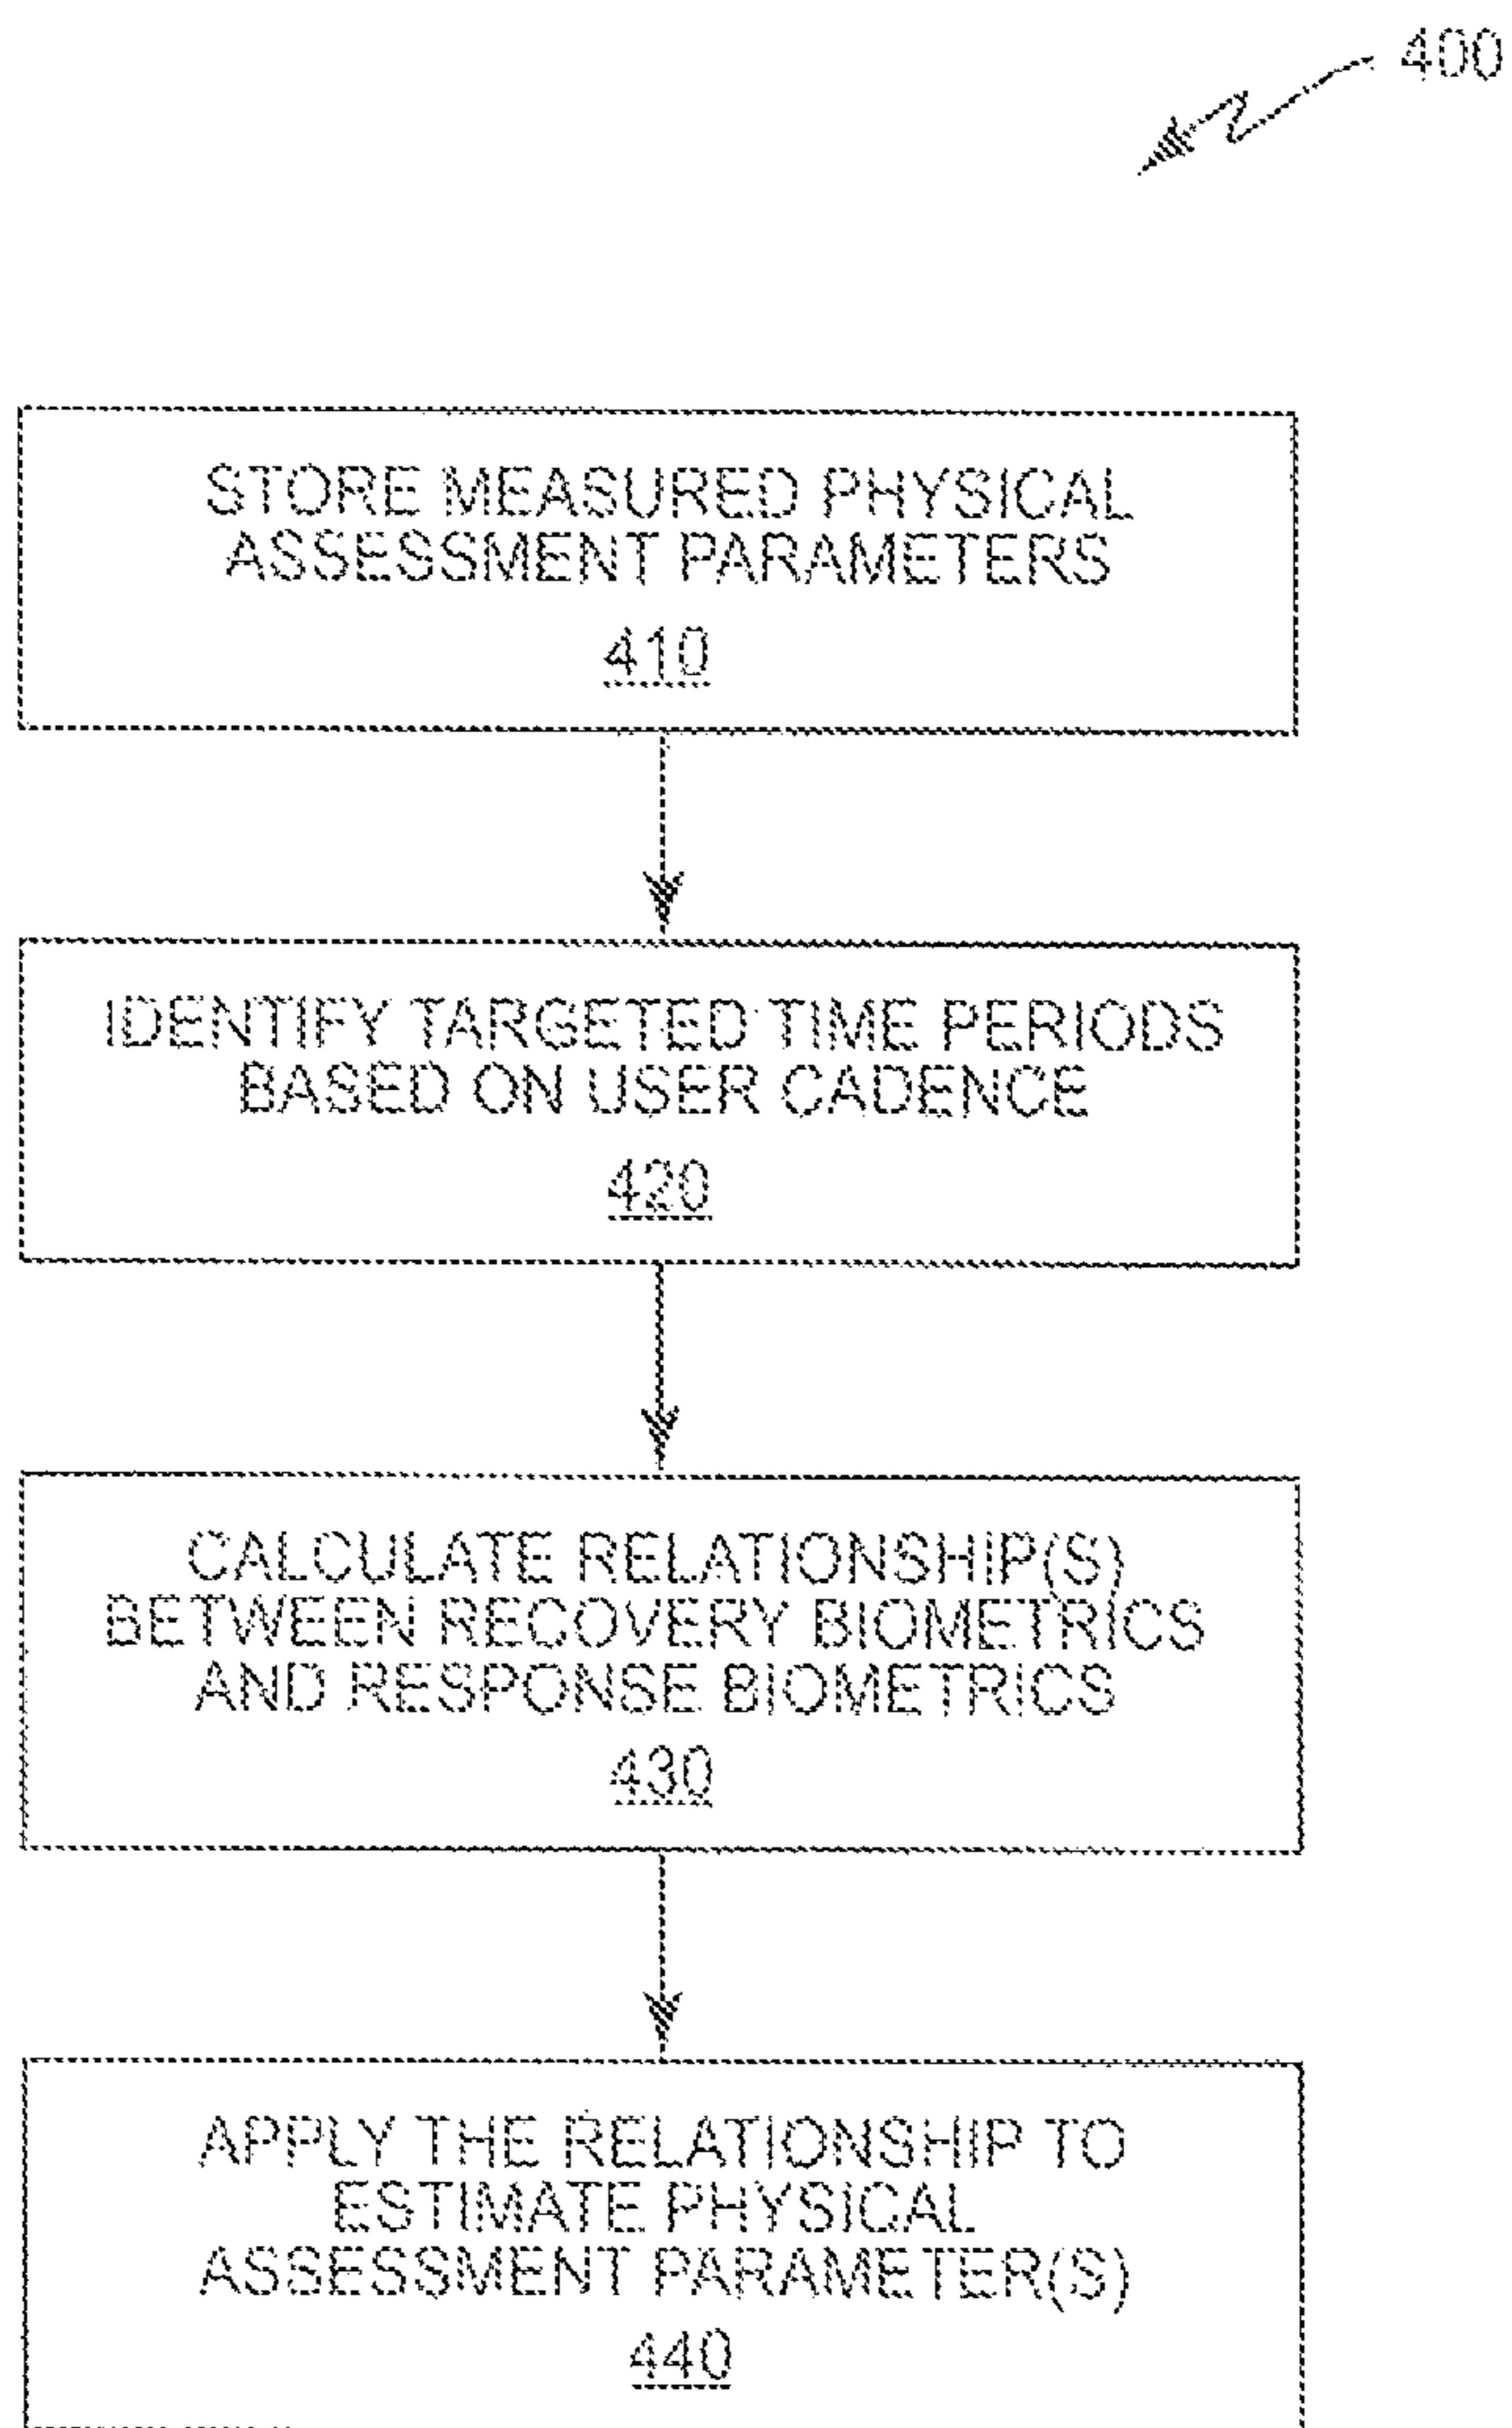 400
STORE MEASURED PHYSICAL
ASSESSMENT PARAMETERS
410
IDENTIFY TARGETED TIME PERIODS
BASED ON USER CADENCE
420
CALCULATE RELATIONSHIP(S)
BETWEEN RECOVERY BIOMETRICS
AND RESPONSE BIOMETRICS
430
APPLY THE RELATIONSHIP TO
ESTIMATE PHYSICAL
ASSESSMENT PARAMETER(S)
440